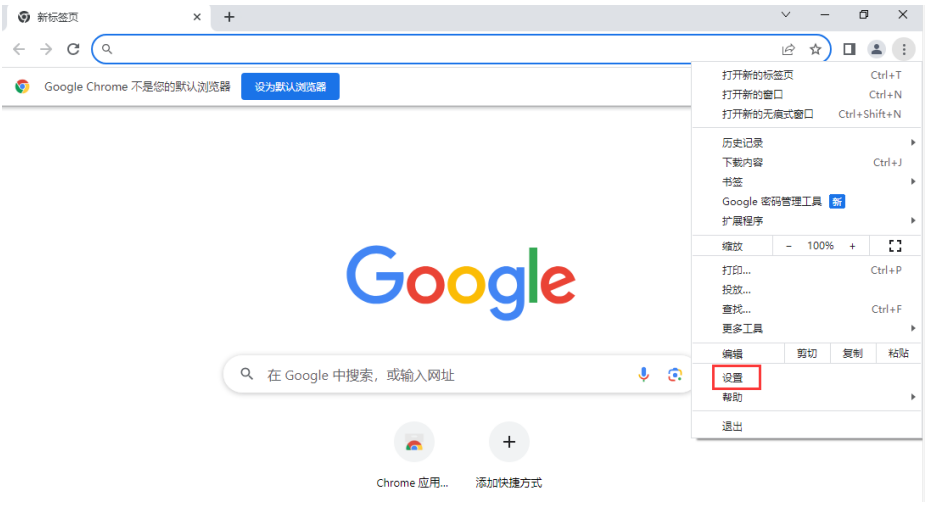 新标签页
Google Chrome 不是您的默认浏览器 设为默认浏览器
打开新的标签页 Ctrl+T
打开新的窗口 Ctrl+N
打开新的无痕式窗口 Ctrl+Shift+N
历史记录
下载内容 Ctrl+J
书签
Google 密码管理工具 新
扩展程序
缩放 - 100% +
打印... Ctrl+P
投放...
查找... Ctrl+F
更多工具
编辑 剪切 复制 粘贴
设置
帮助
退出
Google
在 Google 中搜索，或输入网址
Chrome 应用... 添加快捷方式